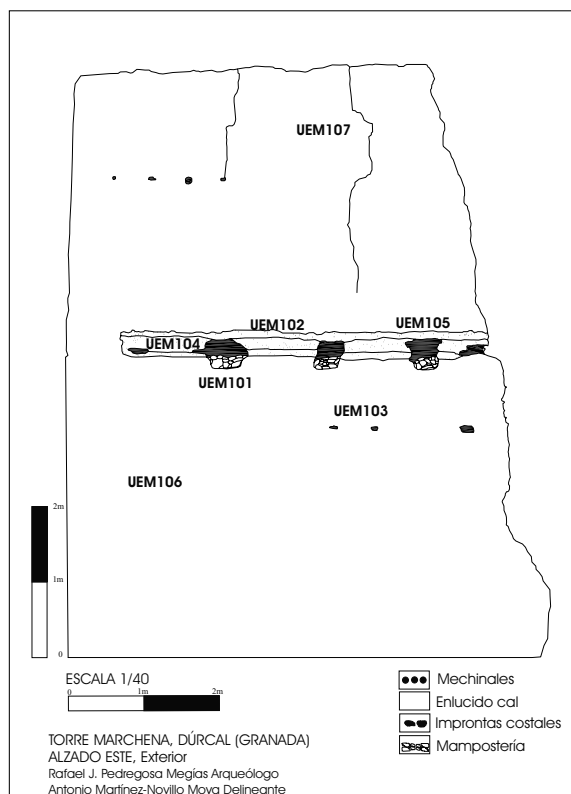 UEM107
UEM102
UEM105
UEM104
UEM101
UEM103
UEM106
2m
1m
0
ESCALA 1/40
0 1m 2m
Mechinales
Enlucido cal
Improntas costales
Mampostería
TORRE MARCHENA, DÚRCAL (GRANADA)
ALZADO ESTE, Exterior
Rafael J. Pedregosa Megías Arqueólogo
Antonio Martínez-Novillo Moya Delineante